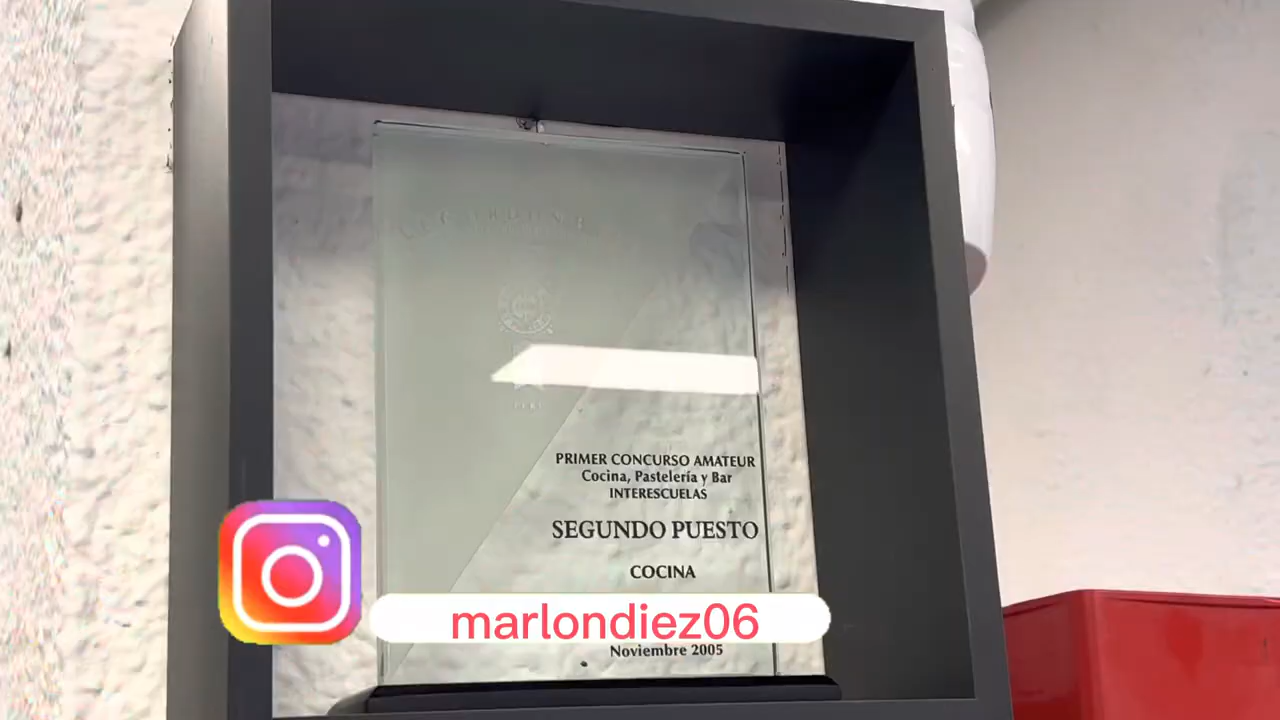 PRIMER CONCURSO AMATEUR
Cocina, Pastelería y Bar
INTERESCUELAS
SEGUNDO PUESTO
COCINA
marlondiez06
Noviembre 2005